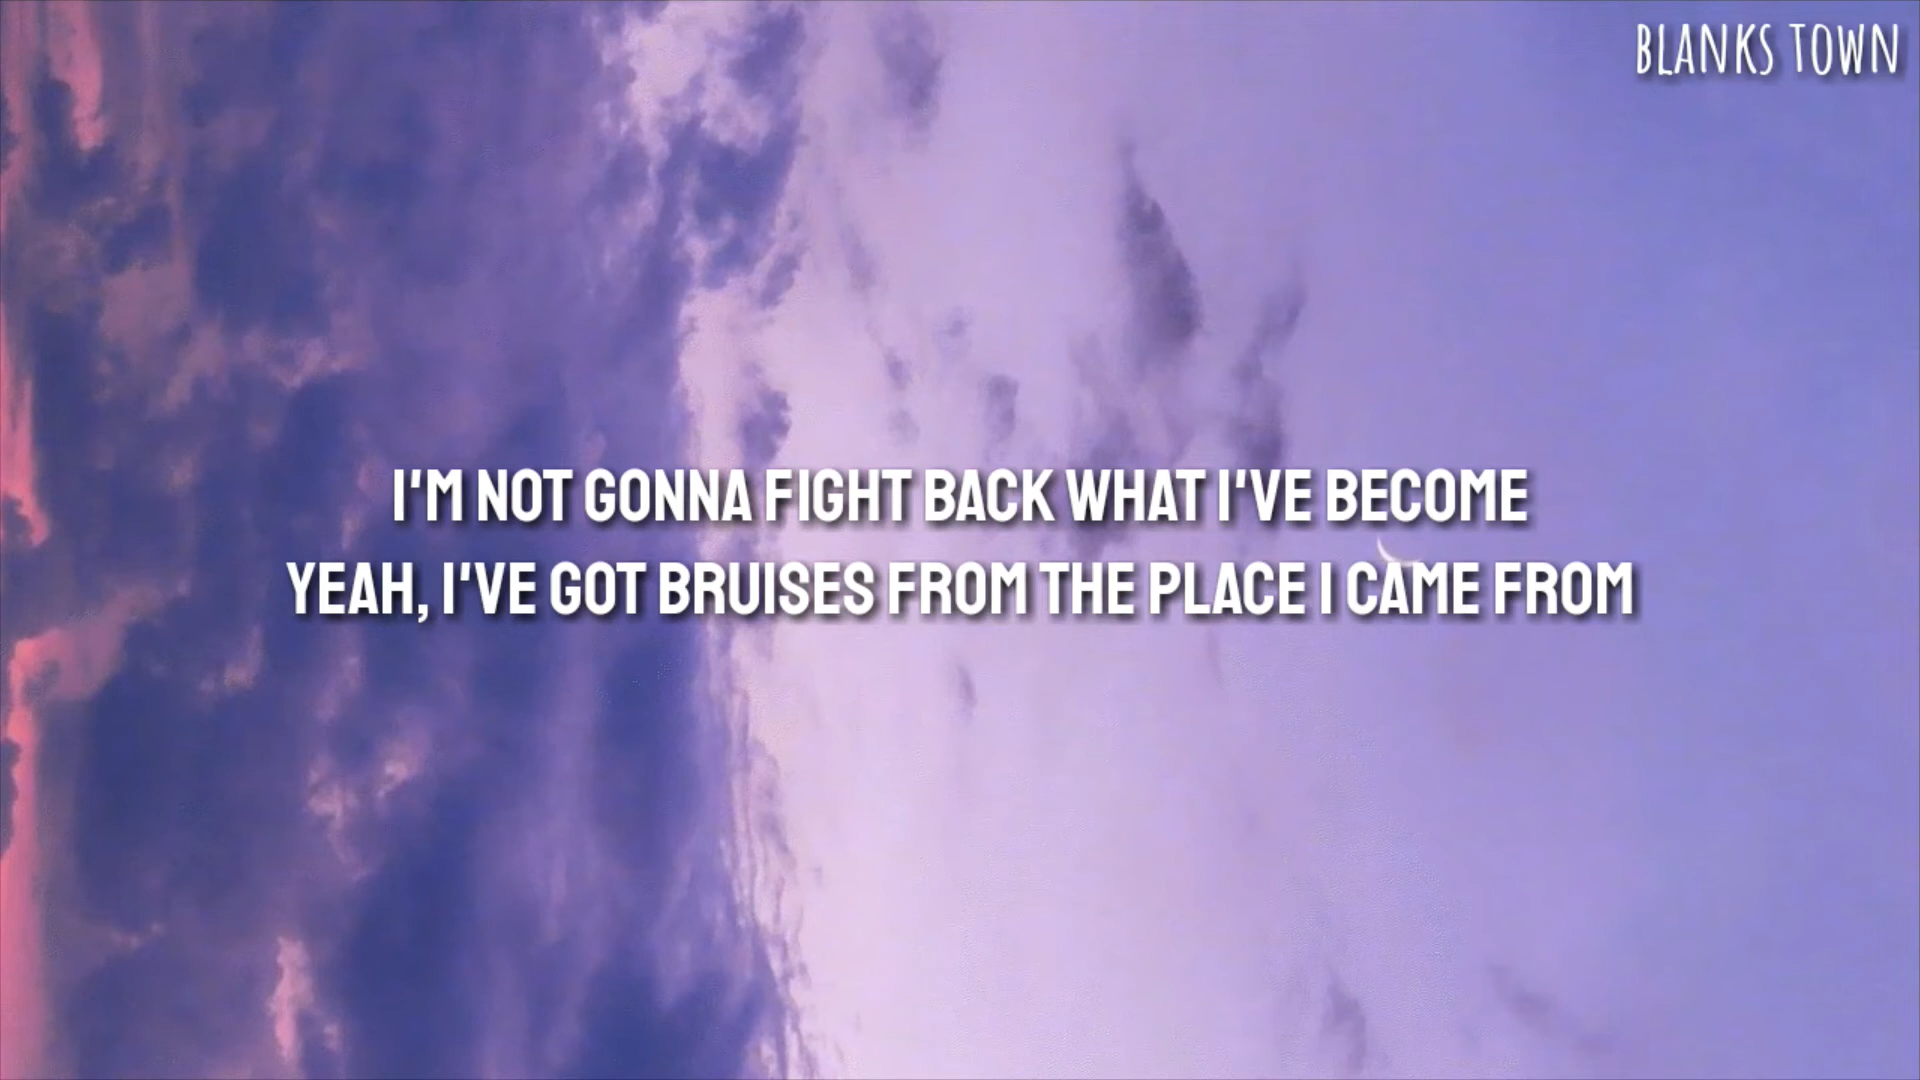 BLANKS TOWN
I'M NOT GONNA FIGHT BACK WHAT I'VE BECOME
YEAH, I'VE GOT BRUISES FROM THE PLACE I CAME FROM